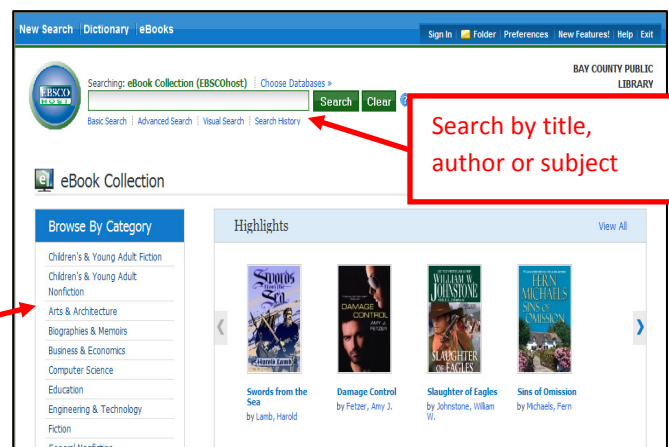 New Search Dictionary eBooks
Sign In Folder Preferences New Features! Help Exit
BAY COUNTY PUBLIC
LIBRARY
EBSCO
HOST
Searching: eBook Collection (EBSCOhost) Choose Databases »
Search Clear
Basic Search Advanced Search Visual Search Search History
Search by title,
author or subject
eBook Collection
Browse By Category
Children's & Young Adult Fiction
Children's & Young Adult
Nonfiction
Arts & Architecture
Biographies & Memoirs
Business & Economics
Computer Science
Education
Engineering & Technology
Fiction
General Nonfiction
Highlights
View All
Swords
from the
Sea
Harold Lamb
DAMAGE
CONTROL
AMY J.
FETZER
WILLIAM W.
JOHNSTONE
SLAUGHTER
OF EAGLES
FERN
MICHAELS
SINS OF
OMISSION
Swords from the
Sea
by Lamb, Harold
Damage Control
by Fetzer, Amy J.
Slaughter of Eagles
by Johnstone, William
W.
Sins of Omission
by Michaels, Fern